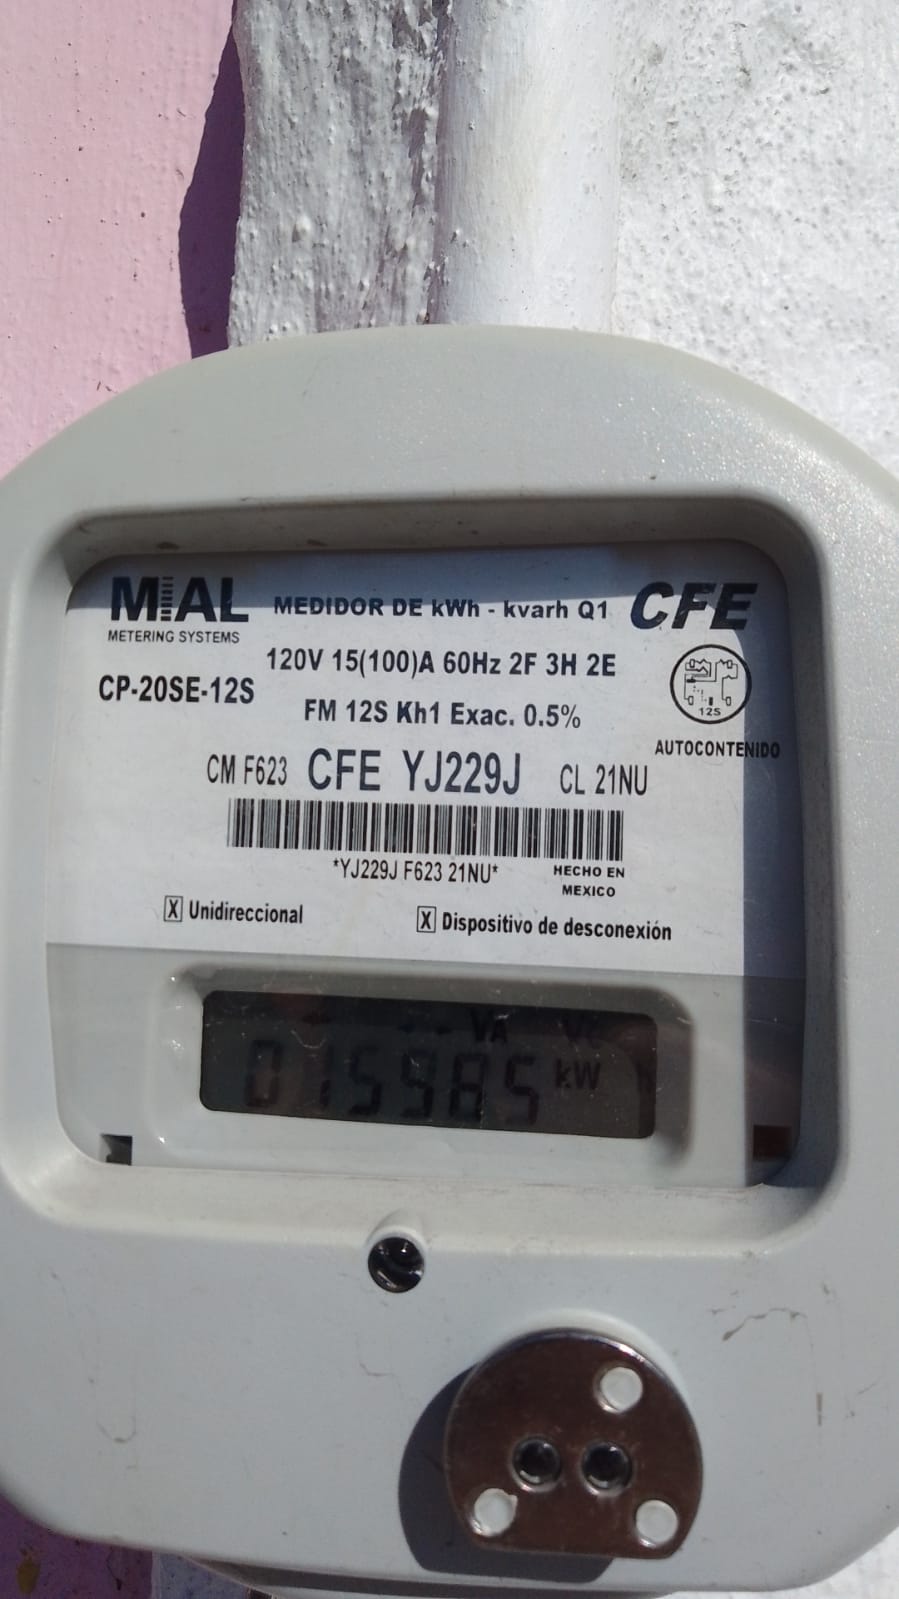 MIAL
METERING SYSTEMS
MEDIDOR DE kWh - kvarh Q1
CFE
120V 15(100)A 60Hz 2F 3H 2E
CP-20SE-12S
FM 12S Kh1 Exac. 0.5%
12S
AUTOCONTENIDO
CM F623 CFE YJ229J CL 21NU
*YJ229J F623 21NU*
HECHO EN
MEXICO
X Unidireccional
X Dispositivo de desconexión
VA
kW